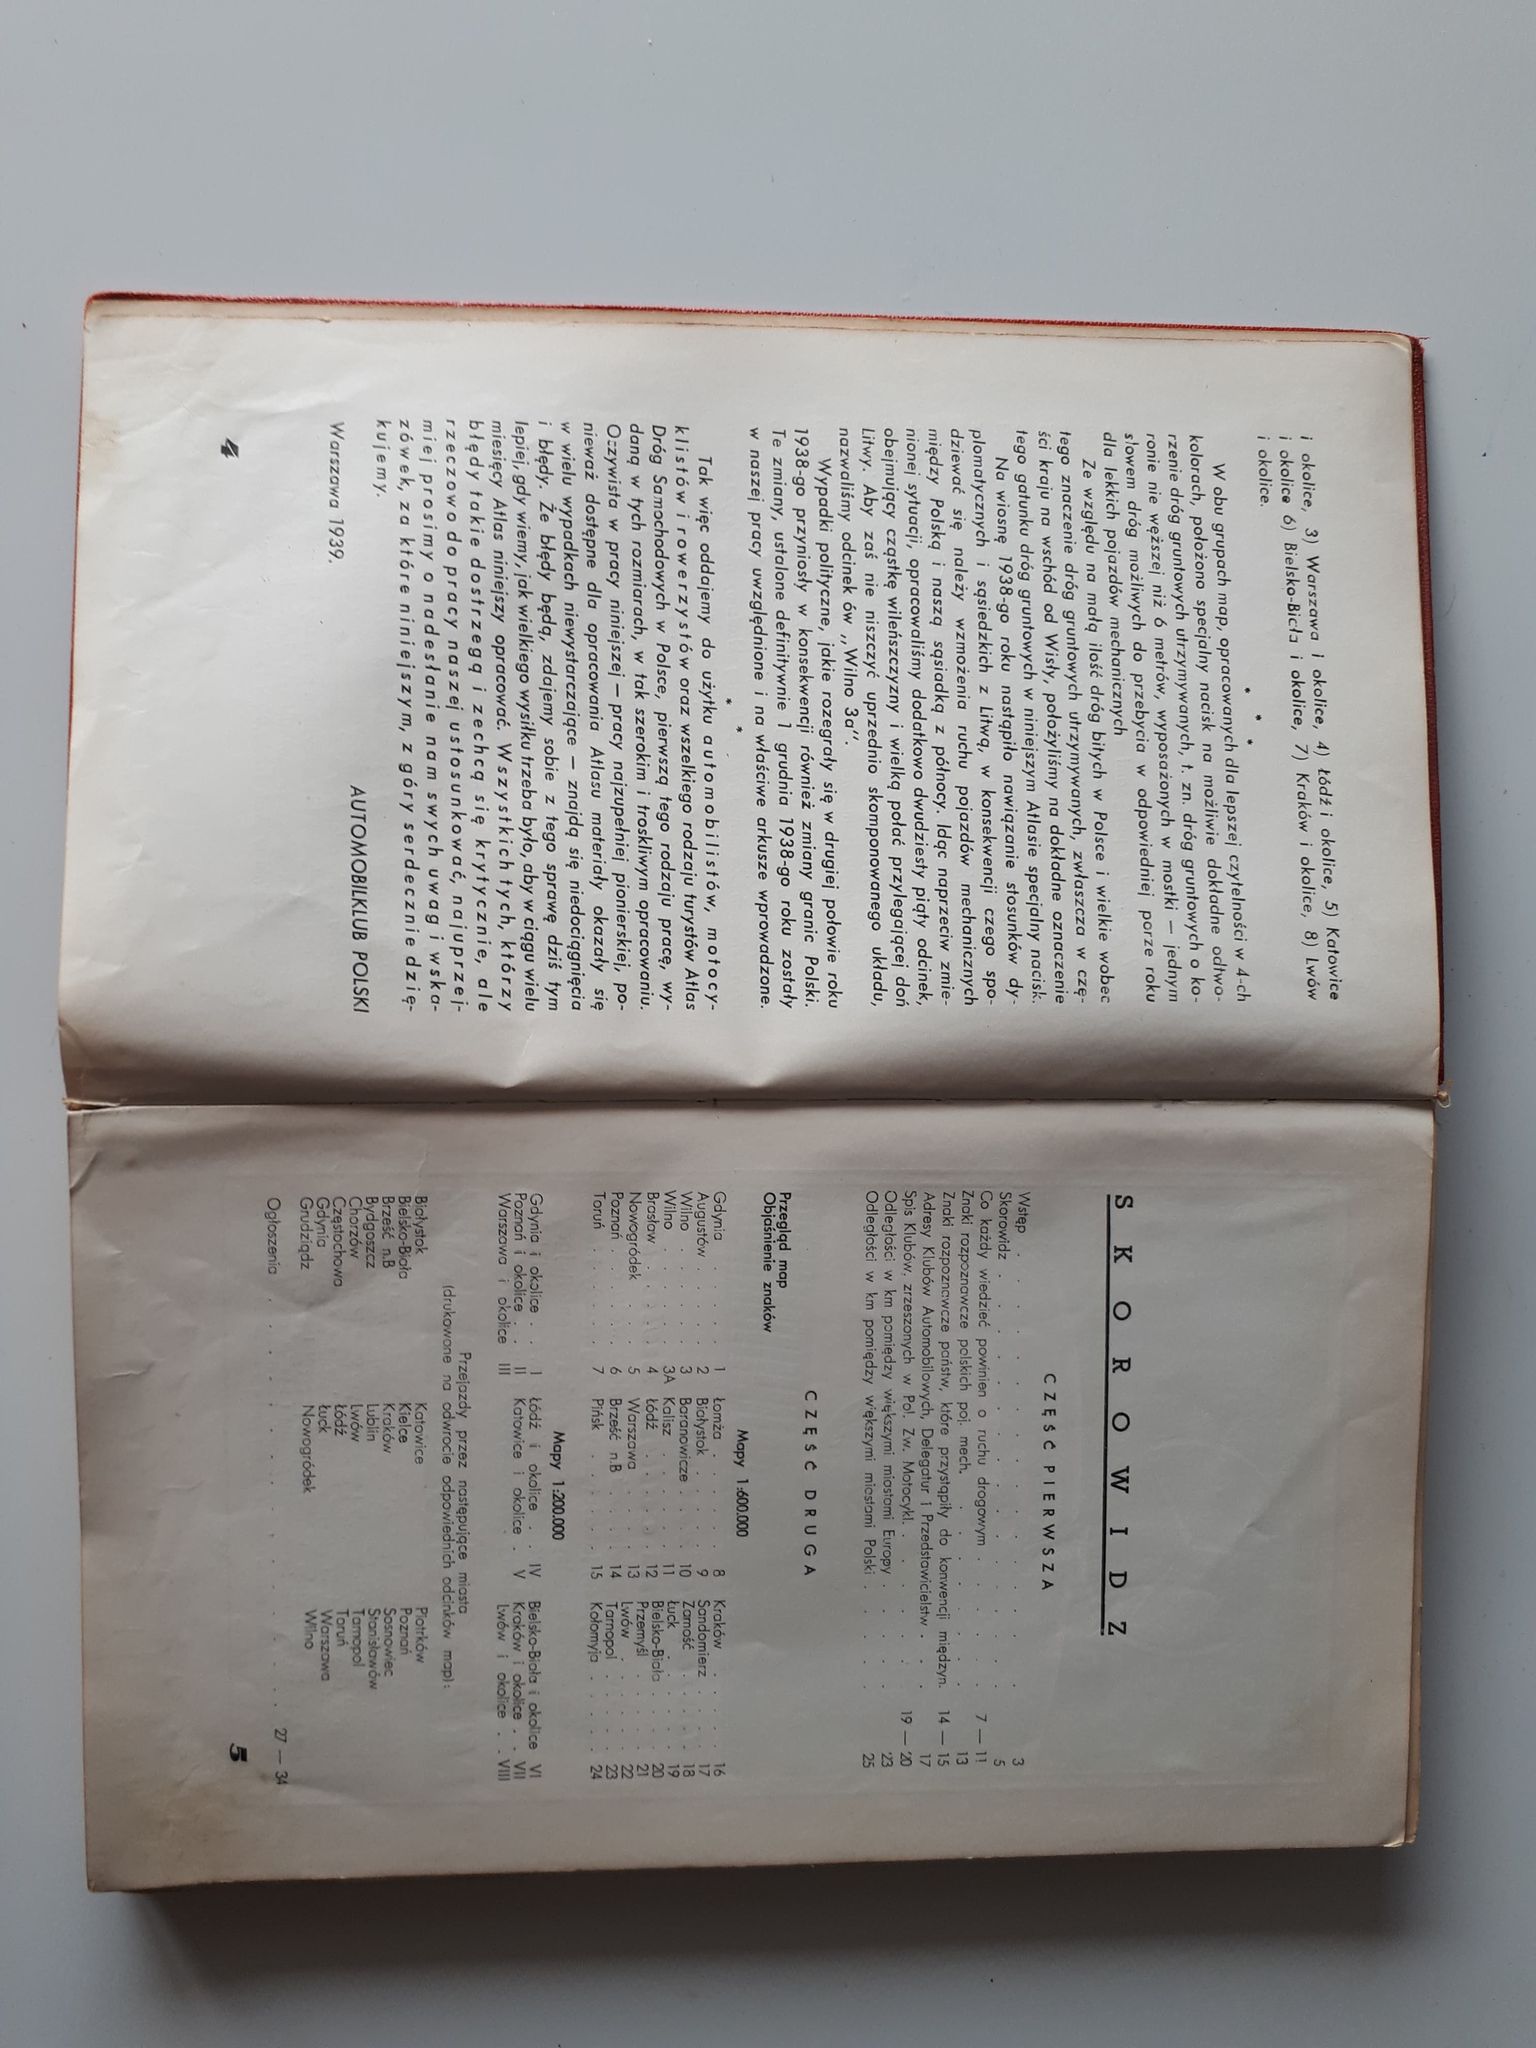 i okolice, 3) Warszawa i okolice, 4) Łódź i okolice, 5) Katowice
i okolice 6) Bielsko-Biała i okolice, 7) Kraków i okolice, 8) Lwów
i okolice.
* * *
W obu grupach map, opracowanych dla lepszej czytelności w 4-ch
kolorach, położono specjalny nacisk na możliwie dokładne odtwo-
rzenie dróg gruntowych utrzymywanych, t. zn. dróg gruntowych o ko-
ronie nie węższej niż 6 metrów, wyposażonych w mostki — jednym
słowem dróg możliwych do przebycia w odpowiedniej porze roku
dla lekkich pojazdów mechanicznych
Ze względu na małą ilość dróg bitych w Polsce i wielkie wobec
tego znaczenie dróg gruntowych utrzymywanych, zwłaszcza w czę-
ści kraju na wschód od Wisły, położyliśmy na dokładne oznaczenie
tego gatunku dróg gruntowych w niniejszym Atlasie specjalny nacisk.
Na wiosnę 1938-go roku nastąpiło nawiązanie stosunków dy-
plomatycznych i sąsiedzkich z Litwą, w konsekwencji czego spo-
dziewać się należy wzmożenia ruchu pojazdów mechanicznych
między Polską i naszą sąsiadką z północy. Idąc naprzeciw zmie-
nionej sytuacji, opracowaliśmy dodatkowo dwudziesty piąty odcinek,
obejmujący cząstkę wileńszczyzny i wielką połać przylegającej doń
Litwy. Aby zaś nie niszczyć uprzednio skomponowanego układu,
nazwaliśmy odcinek ów „Wilno 3a".
Wypadki polityczne, jakie rozegrały się w drugiej połowie roku
1938-go przyniosły w konsekwencji również zmiany granic Polski.
Te zmiany, ustalone definitywnie 1 grudnia 1938-go roku zostały
w naszej pracy uwzględnione i na właściwe arkusze wprowadzone.
* * *
Tak więc oddajemy do użytku automobilistów, motocy-
klistów i rowerzystów oraz wszelkiego rodzaju turystów Atlas
Dróg Samochodowych w Polsce, pierwszą tego rodzaju pracę, wy-
daną w tych rozmiarach, w tak szerokim i troskliwym opracowaniu.
Oczywista w pracy niniejszej — pracy najzupełniej pionierskiej, po-
nieważ dostępne dla opracowania Atlasu materiały okazały się
w wielu wypadkach niewystarczające — znajdą się niedociągnięcia
i błędy. Że błędy będą, zdajemy sobie z tego sprawę dziś tym
lepiej, gdy wiemy, jak wielkiego wysiłku trzeba było, aby w ciągu wielu
miesięcy Atlas niniejszy opracować. Wszystkich tych, którzy
błędy takie dostrzegą i zechcą się krytycznie, ale
rzeczowo do pracy naszej ustosunkować, najuprzej-
miej prosimy o nadesłanie nam swych uwag i wska-
zówek, za które niniejszym, z góry serdecznie dzię-
kujemy.
AUTOMOBILKLUB POLSKI
Warszawa 1939.
4
SKOROWIDZ
CZĘŚĆ PIERWSZA
Wstęp . . . . . . . . . . 3
Skorowidz . . . . . . . . . . 5
Co każdy wiedzieć powinien o ruchu drogowym . . . . 7 — 11
Znaki rozpoznawcze polskich poj. mech. . . . . . 13
Znaki rozpoznawcze państw, które przystąpiły do konwencji międzyn. 14 — 15
Adresy Klubów Automobilowych, Delegatur i Przedstawicielstw . . 17
Spis Klubów, zrzeszonych w Pol. Zw. Motocykl. . . . . 19 — 20
Odległości w km pomiędzy większymi miastami Europy . . . . 23
Odległości w km pomiędzy większymi miastami Polski . . . . 25
CZĘŚĆ DRUGA
Przegląd map
Objaśnienie znaków
Mapy 1:600.000
Gdynia . . . . 1 Łomża . . . . 8 Kraków . . . . 16
Augustów . . . . 2 Białystok . . . . 9 Sandomierz . . . . 17
Wilno . . . . 3 Baranowicze . . . 10 Zamość . . . . 18
Wilno . . . . 3A Kalisz . . . . 11 Łuck . . . . 19
Brasław . . . . 4 Łódź . . . . 12 Bielsko-Biała . . . 20
Nowogródek . . . 5 Warszawa . . . 13 Przemyśl . . . . 21
Poznań . . . . 6 Brześć n.B . . . 14 Lwów . . . . 22
Toruń . . . . 7 Pińsk . . . . 15 Tarnopol . . . . 23
Kołomyja . . . . 24
Mapy 1:200.000
Gdynia i okolice . . I Łódź i okolice . . IV Bielsko-Biała i okolice VI
Poznań i okolice . . II Katowice i okolice . V Kraków i okolice . . VII
Warszawa i okolice III Lwów i okolice . . VIII
Przejazdy przez następujące miasta
(drukowane na odwrocie odpowiednich odcinków map):
Białystok Katowice Piotrków
Bielsko-Biała Kielce Poznań
Brześć n.B Kraków Sosnowiec
Bydgoszcz Lublin Stanisławów
Chorzów Lwów Tarnopol
Częstochowa Łódź Toruń
Gdynia Łuck Warszawa
Grudziądz Nowogródek Wilno
Ogłoszenia . . . . . . . . . . 27 — 34
5